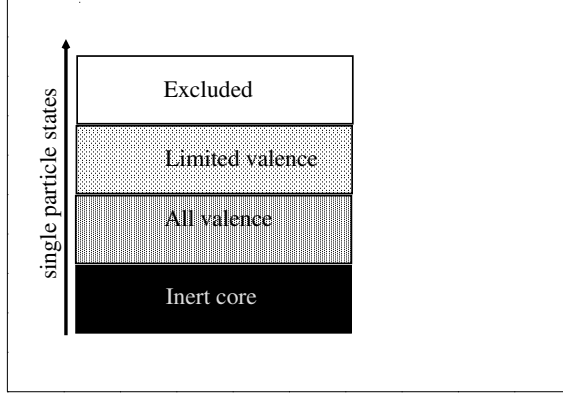 Excluded
Limited valence
All valence
Inert core
single particle states